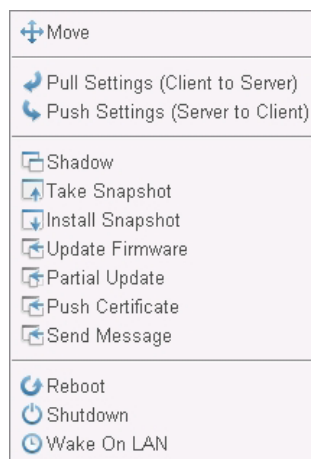 Move
Pull Settings (Client to Server)
Push Settings (Server to Client)
Shadow
Take Snapshot
Install Snapshot
Update Firmware
Partial Update
Push Certificate
Send Message
Reboot
Shutdown
Wake On LAN